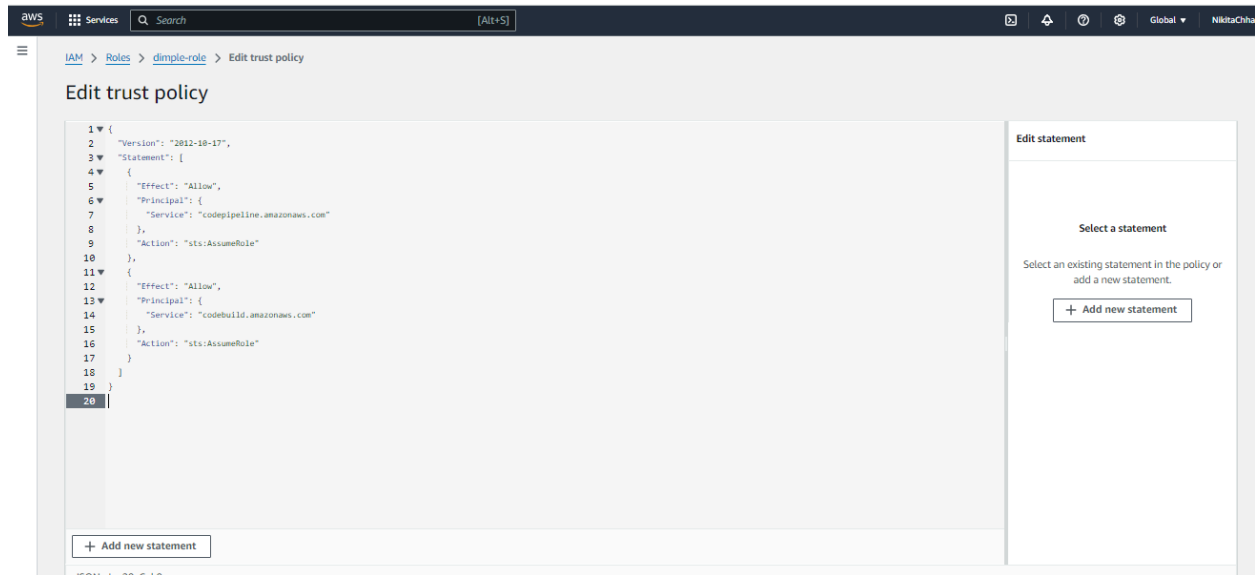 aws Services Search [Alt+S] Global ▼ NikitaChha
IAM > Roles > dimple-role > Edit trust policy
Edit trust policy
1 {
2 "Version": "2012-10-17",
3 "Statement": [
4 {
5 "Effect": "Allow",
6 "Principal": {
7 "Service": "codepipeline.amazonaws.com"
8 },
9 "Action": "sts:AssumeRole"
10 },
11 {
12 "Effect": "Allow",
13 "Principal": {
14 "Service": "codebuild.amazonaws.com"
15 },
16 "Action": "sts:AssumeRole"
17 }
18 ]
19 }
20
+ Add new statement
Edit statement
Select a statement
Select an existing statement in the policy or
add a new statement.
+ Add new statement